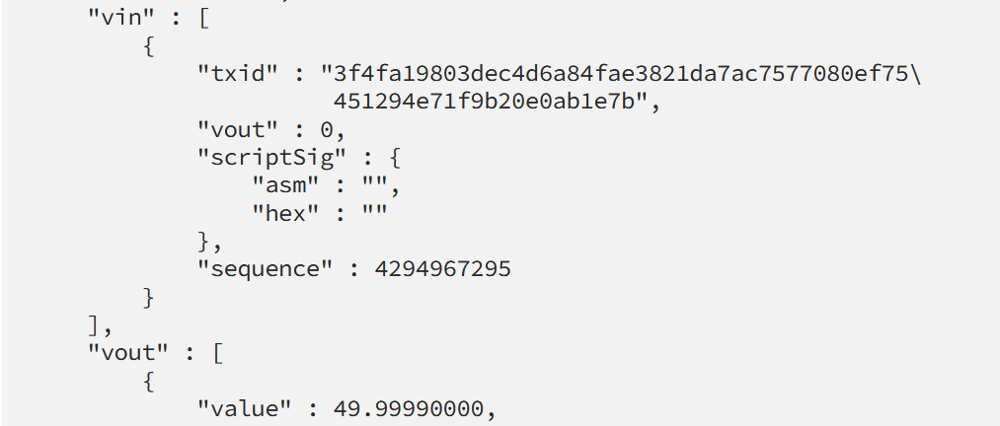 "vin" : [
{
"txid" : "3f4fa19803dec4d6a84fae3821da7ac7577080ef75\
451294e71f9b20e0ab1e7b",
"vout" : 0,
"scriptSig" : {
"asm" : "",
"hex" : ""
},
"sequence" : 4294967295
}
],
"vout" : [
{
"value" : 49.99990000,